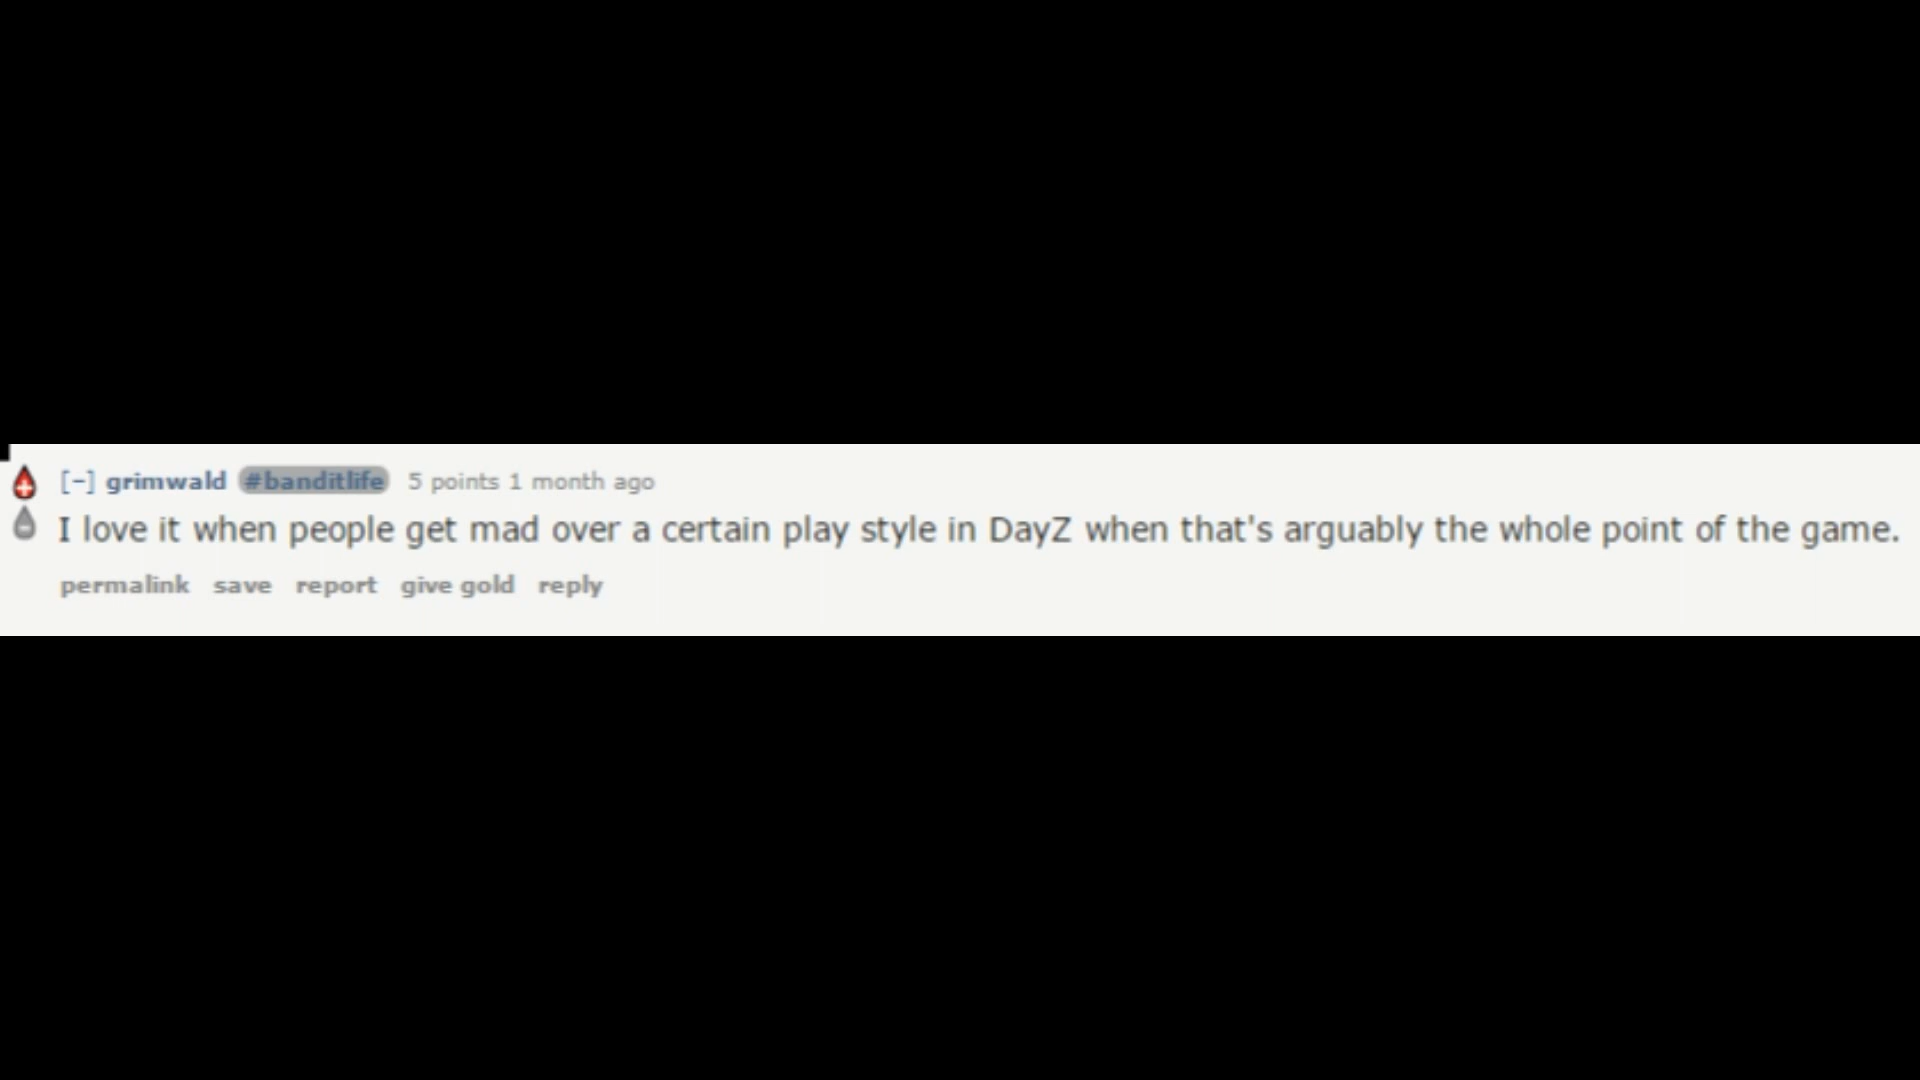 [-] grimwald #banditlife 5 points 1 month ago
I love it when people get mad over a certain play style in DayZ when that's arguably the whole point of the game.
permalink save report give gold reply